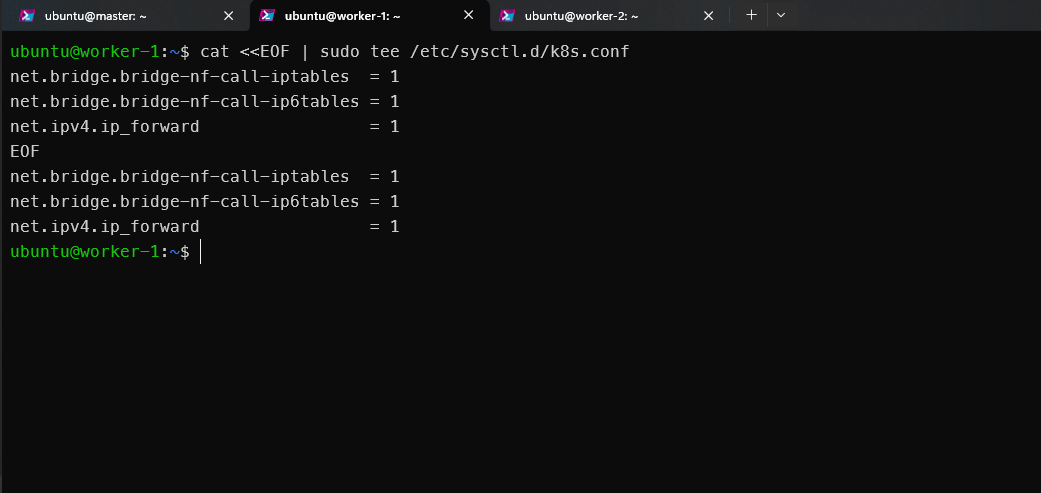 ubuntu@master: ~
ubuntu@worker-1: ~
ubuntu@worker-2: ~
ubuntu@worker-1:~$ cat <<EOF | sudo tee /etc/sysctl.d/k8s.conf
net.bridge.bridge-nf-call-iptables  = 1
net.bridge.bridge-nf-call-ip6tables = 1
net.ipv4.ip_forward                 = 1
EOF
net.bridge.bridge-nf-call-iptables  = 1
net.bridge.bridge-nf-call-ip6tables = 1
net.ipv4.ip_forward                 = 1
ubuntu@worker-1:~$